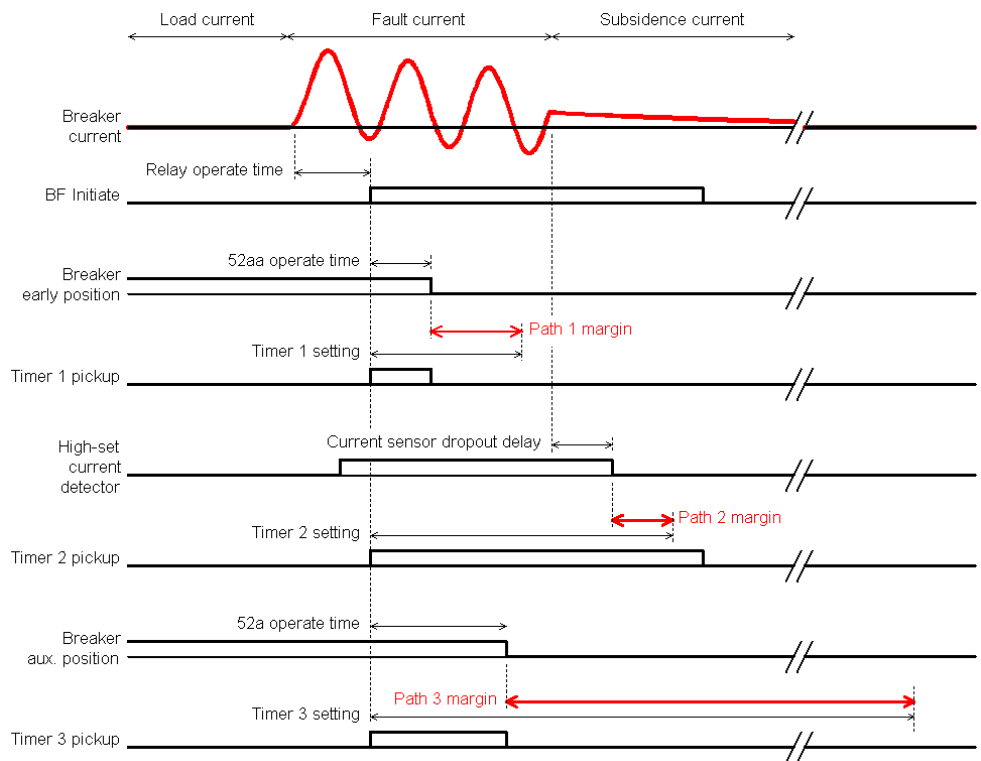 Load current
Fault current
Subsidence current
Breaker
current
Relay operate time
BF Initiate
52aa operate time
Breaker
early position
Path 1 margin
Timer 1 setting
Timer 1 pickup
Current sensor dropout delay
High-set
current
detector
Path 2 margin
Timer 2 setting
Timer 2 pickup
52a operate time
Breaker
aux. position
Path 3 margin
Timer 3 setting
Timer 3 pickup